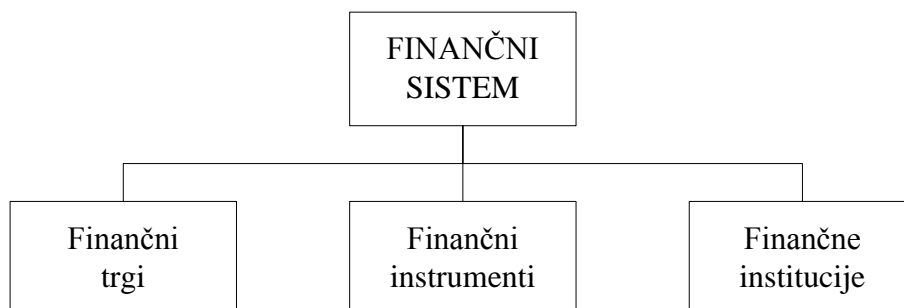 FINANČNI
SISTEM
Finančni
trgi
Finančni
instrumenti
Finančne
institucije